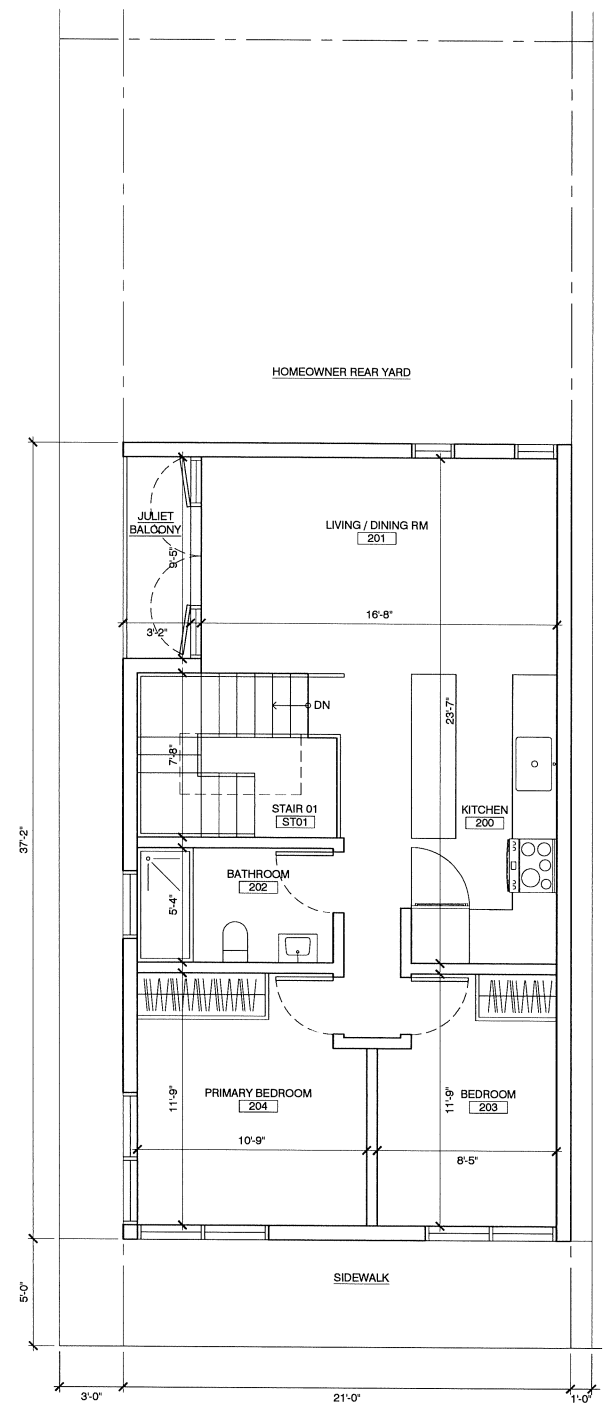 HOMEOWNER REAR YARD
JULIET
BALCONY
LIVING / DINING RM
201
9'-5"
16'-8"
3'-2"
DN
23'-7"
7'-8"
STAIR 01
ST01
KITCHEN
200
37'-2"
BATHROOM
202
5'-4"
PRIMARY BEDROOM
204
BEDROOM
203
11'-9"
11'-9"
10'-9"
8'-5"
SIDEWALK
5'-0"
3'-0"
21'-0"
1'-0"